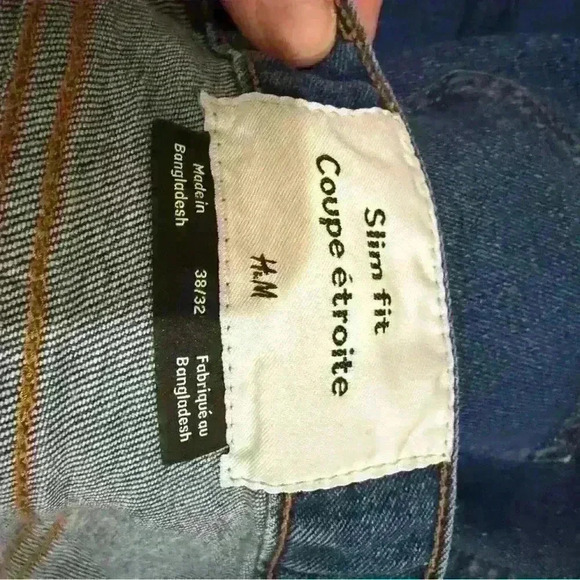 Slim fit
Coupe étroite
H&M
Made in
Bangladesh
38/32
Fabriqué au
Bangladesh